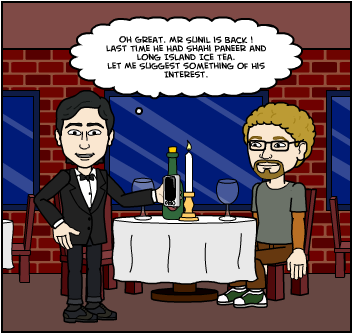 OH GREAT. MR SUNIL IS BACK !
LAST TIME HE HAD SHAHI PANEER AND
LONG ISLAND ICE TEA.
LET ME SUGGEST SOMETHING OF HIS
INTEREST.